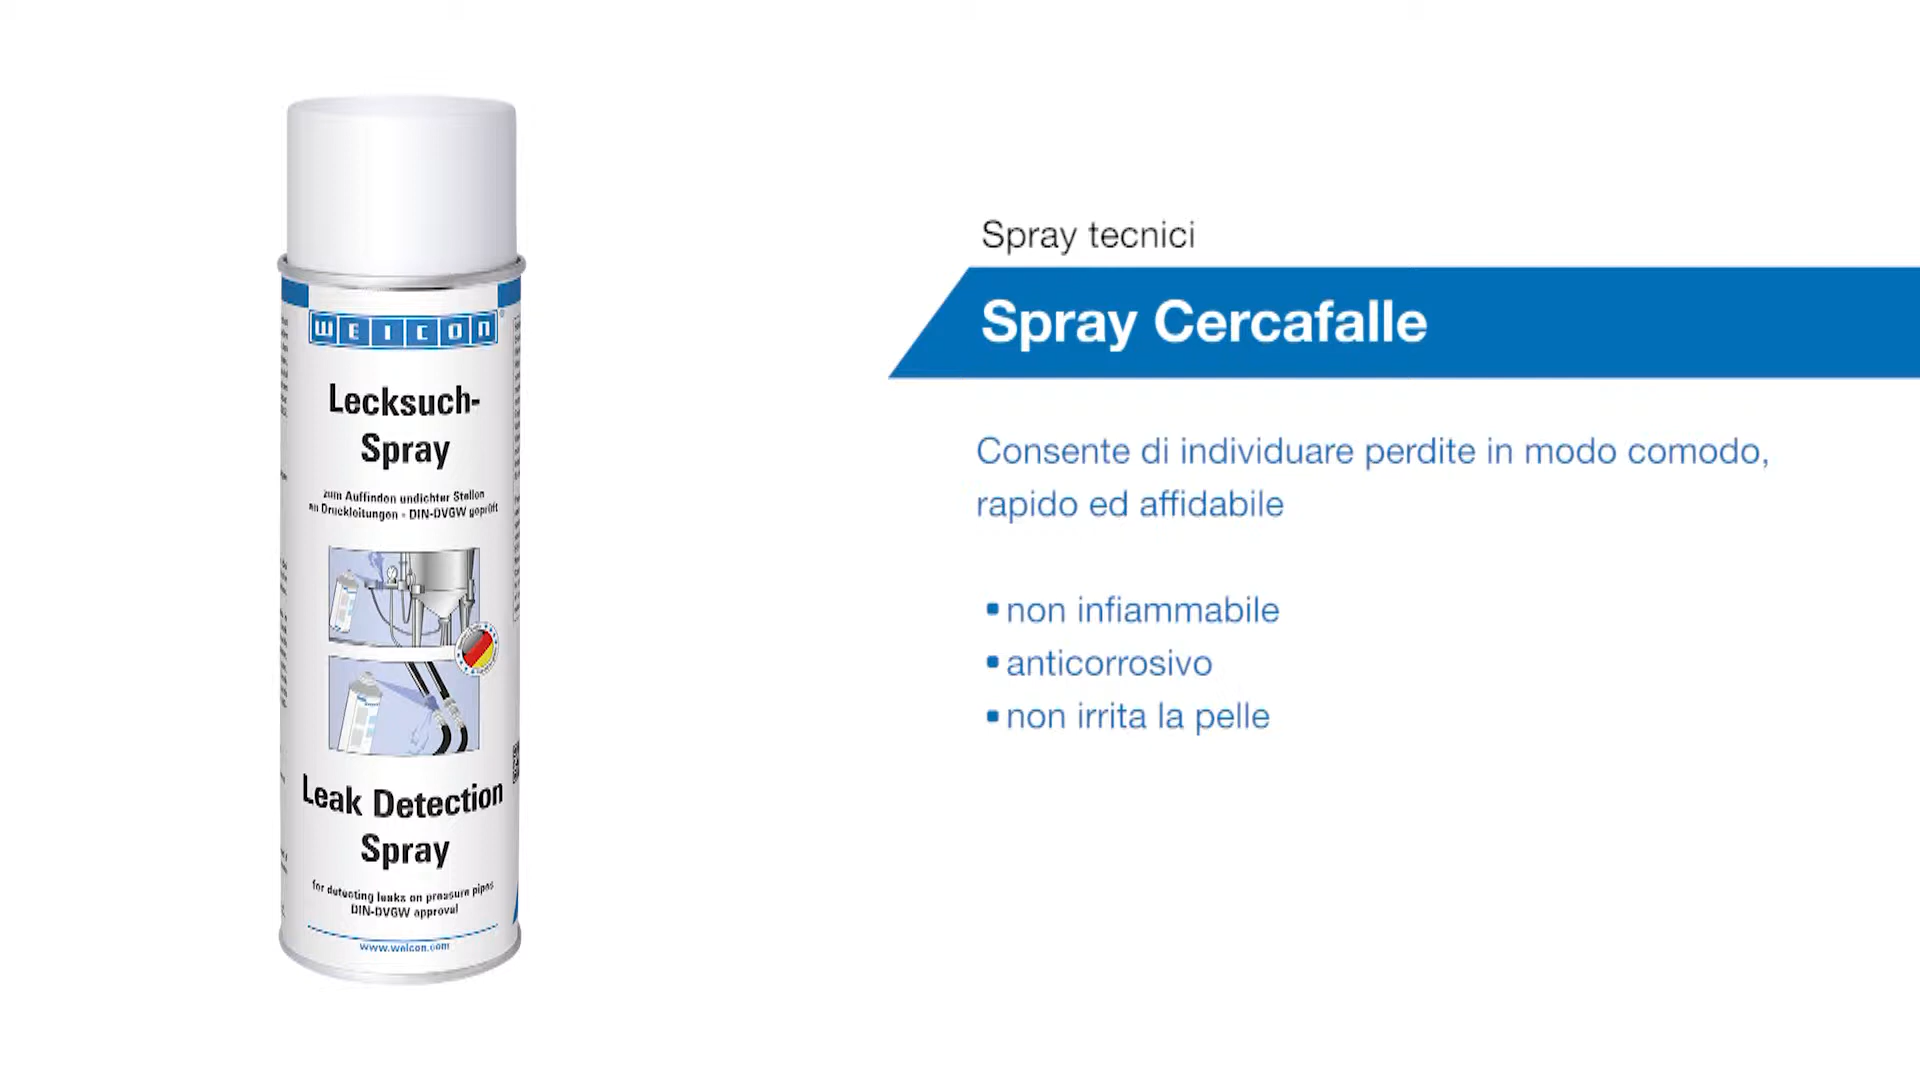 WEICON®
Lecksuch-
Spray
zum Auffinden undichter Stellen
an Druckleitungen - DIN-DVGW geprüft
Leak Detection
Spray
for detecting leaks on pressure pipes
DIN-DVGW approval
www.weicon.com
Spray tecnici
Spray Cercafalle
Consente di individuare perdite in modo comodo,
rapido ed affidabile
▪ non infiammabile
▪ anticorrosivo
▪ non irrita la pelle